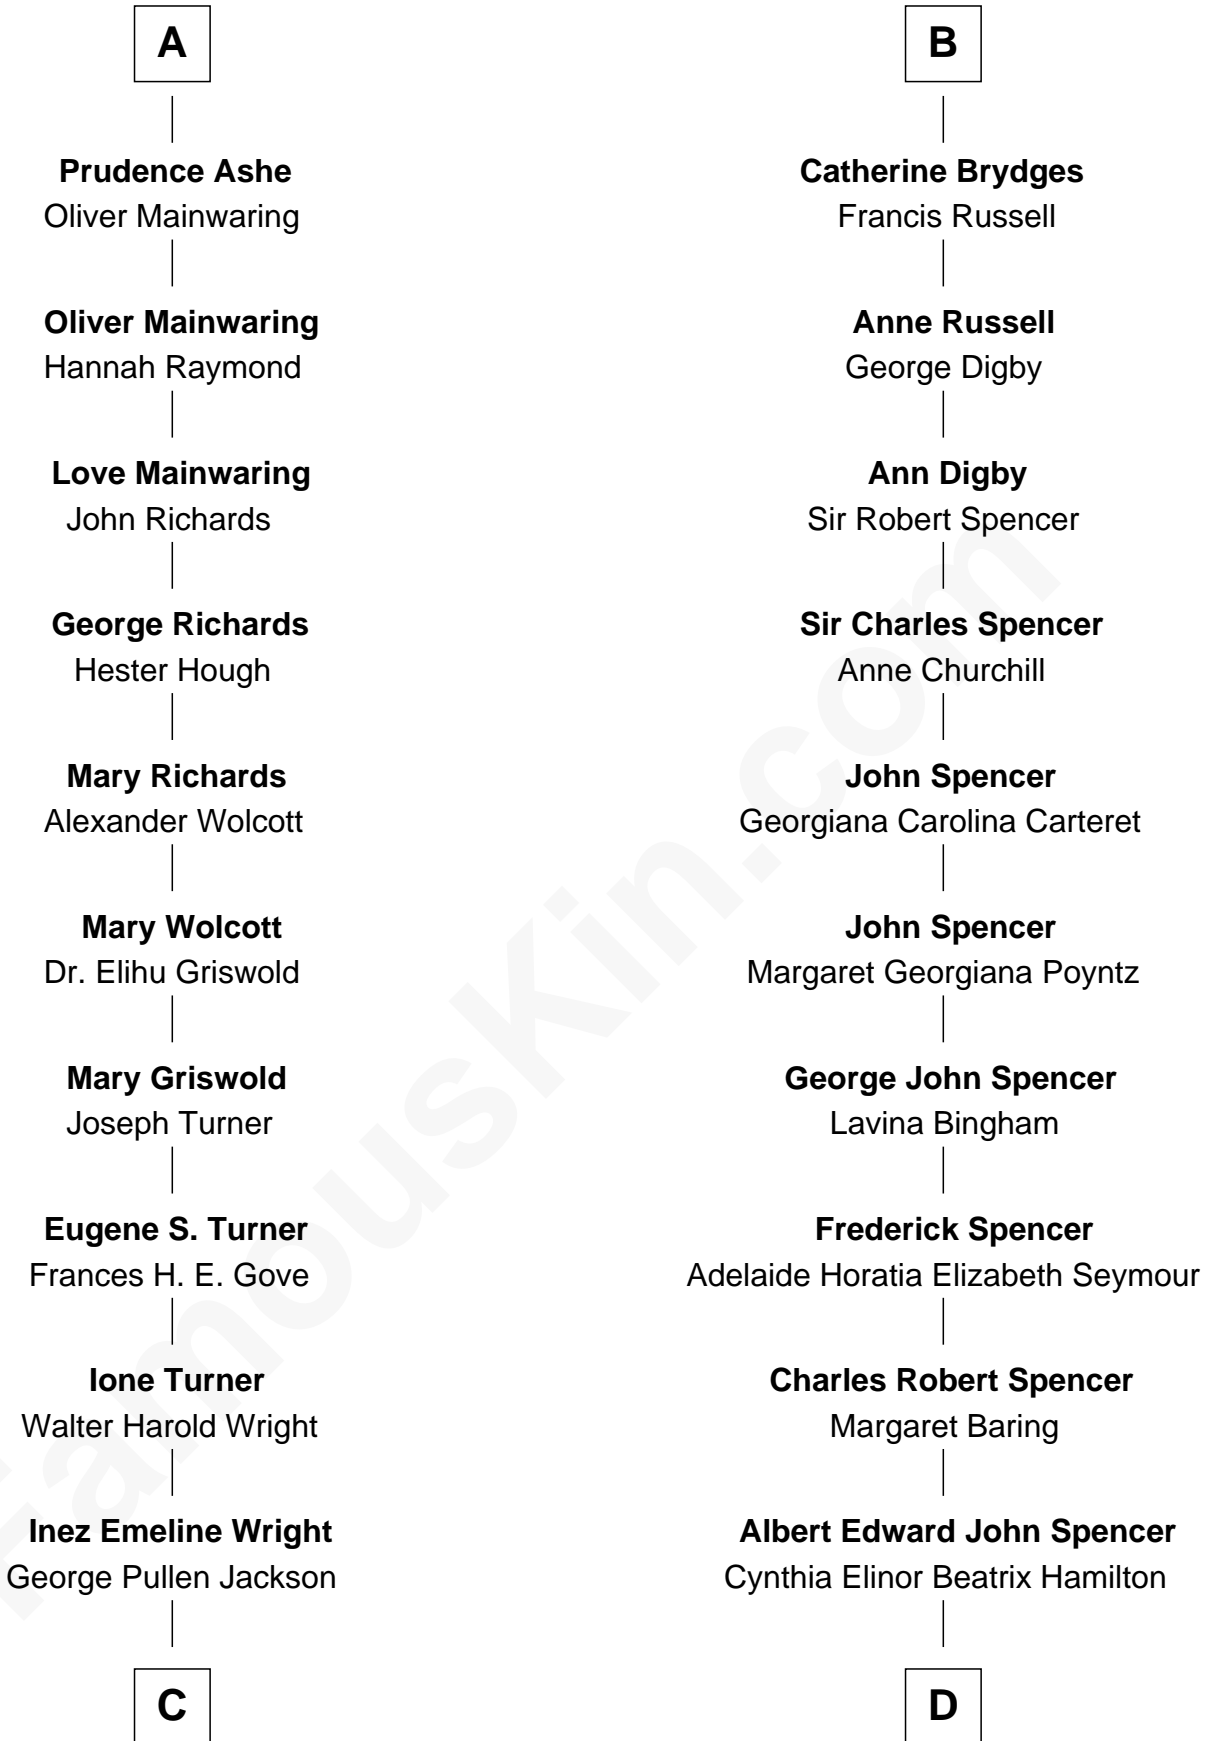 A
Prudence Ashe
Oliver Mainwaring
Oliver Mainwaring
Hannah Raymond
Love Mainwaring
John Richards
George Richards
Hester Hough
Mary Richards
Alexander Wolcott
Mary Wolcott
Dr. Elihu Griswold
Mary Griswold
Joseph Turner
Eugene S. Turner
Frances H. E. Gove
Ione Turner
Walter Harold Wright
Inez Emeline Wright
George Pullen Jackson
C
B
Catherine Brydges
Francis Russell
Anne Russell
George Digby
Ann Digby
Sir Robert Spencer
Sir Charles Spencer
Anne Churchill
John Spencer
Georgiana Carolina Carteret
John Spencer
Margaret Georgiana Poyntz
George John Spencer
Lavina Bingham
Frederick Spencer
Adelaide Horatia Elizabeth Seymour
Charles Robert Spencer
Margaret Baring
Albert Edward John Spencer
Cynthia Elinor Beatrix Hamilton
D
FamousKin.com